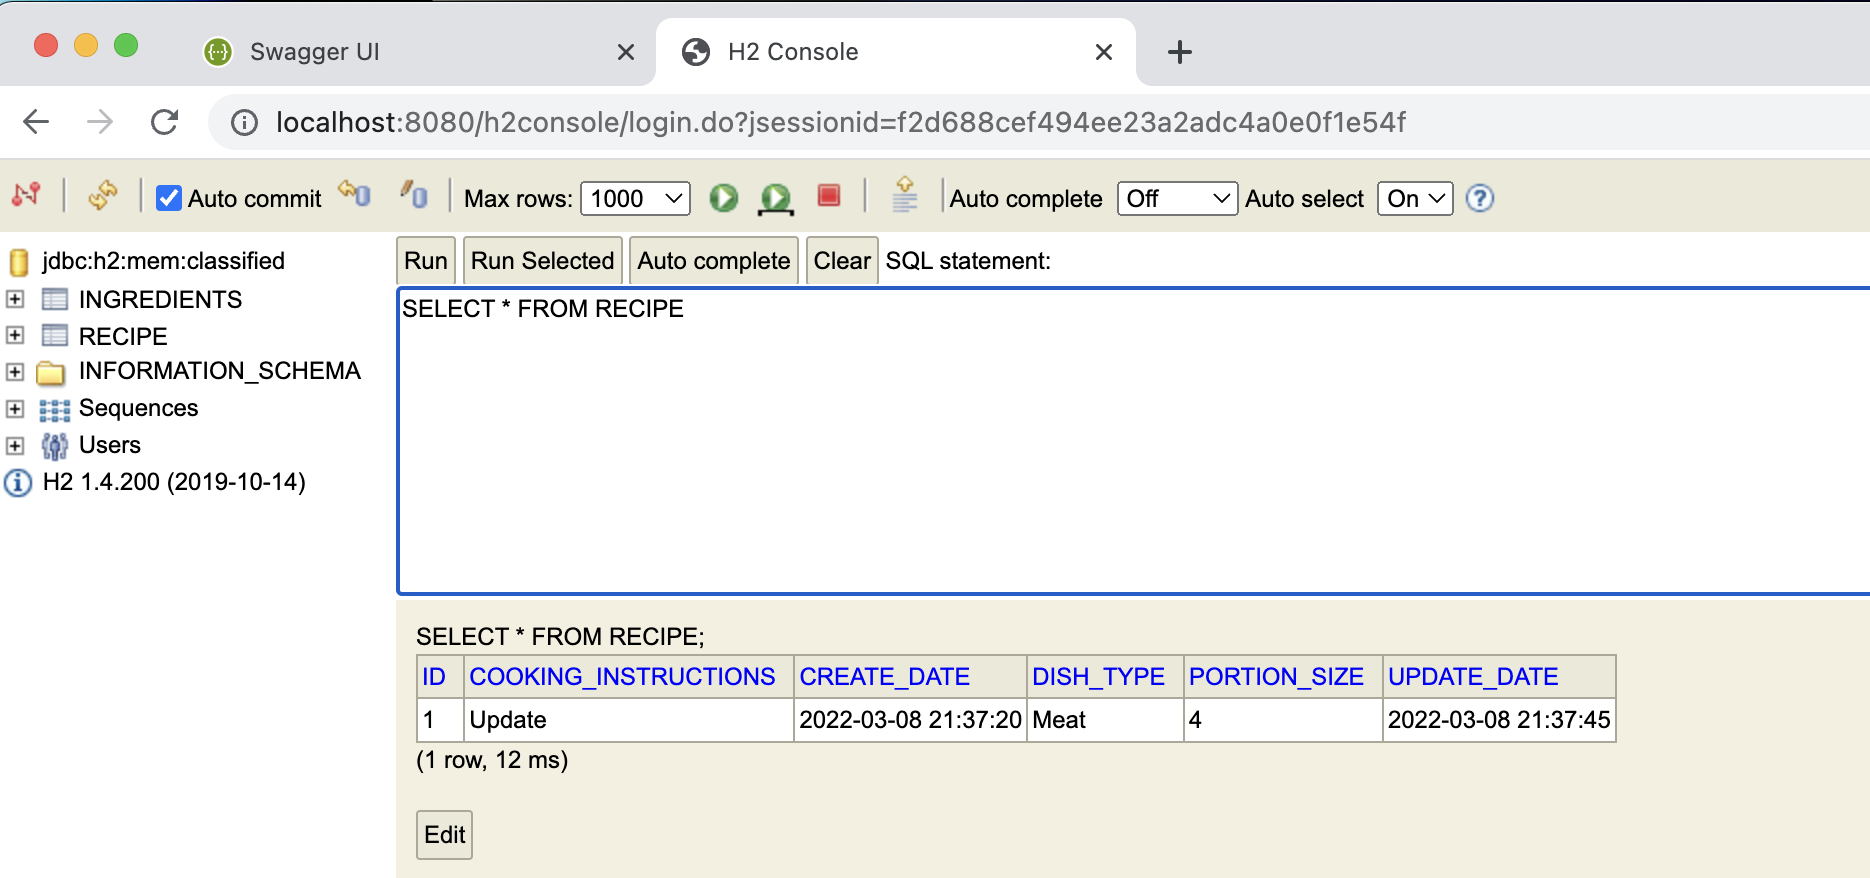 Swagger UI
H2 Console
localhost:8080/h2console/login.do?jsessionid=f2d688cef494ee23a2adc4a0e0f1e54f
Auto commit Max rows: 1000 Auto complete Off Auto select On
jdbc:h2:mem:classified
INGREDIENTS
RECIPE
INFORMATION_SCHEMA
Sequences
Users
H2 1.4.200 (2019-10-14)
Run Run Selected Auto complete Clear SQL statement:
SELECT * FROM RECIPE
SELECT * FROM RECIPE;
ID COOKING_INSTRUCTIONS CREATE_DATE DISH_TYPE PORTION_SIZE UPDATE_DATE
1 Update 2022-03-08 21:37:20 Meat 4 2022-03-08 21:37:45
(1 row, 12 ms)
Edit